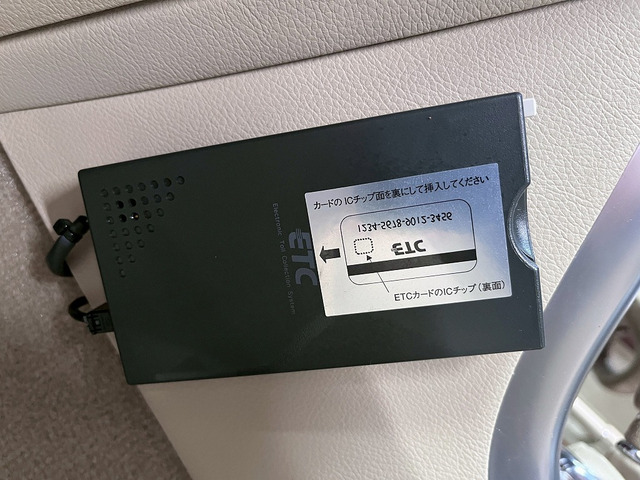 カードの ICチップ面を裏にして挿入してください
1234-5678-9012-3456
ETC
ETCカードのICチップ（裏面）
ETC
Electronic Toll Collection System